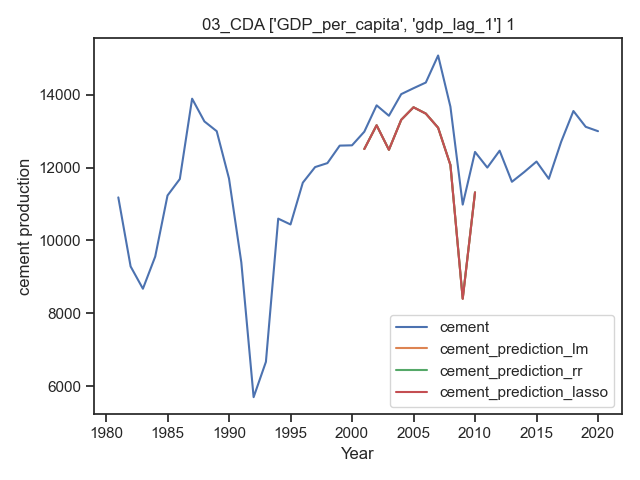 03_CDA ['GDP_per_capita', 'gdp_lag_1'] 1
cement production
14000
12000
10000
8000
6000
cement
cement_prediction_lm
cement_prediction_rr
cement_prediction_lasso
1980 1985 1990 1995 2000 2005 2010 2015 2020
Year